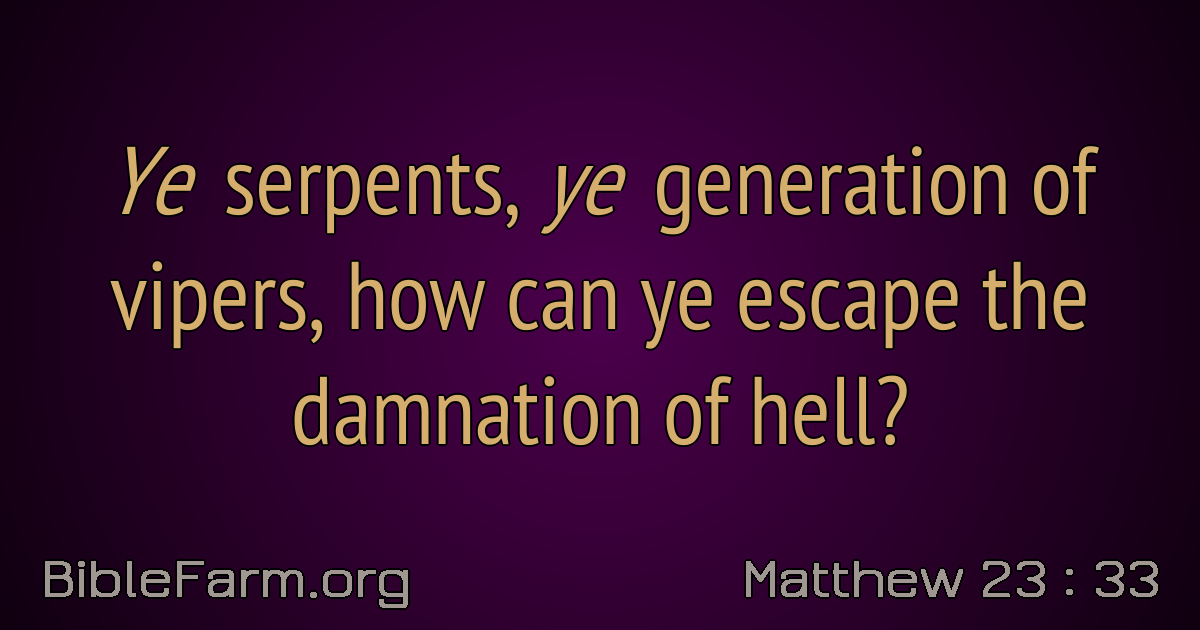 Ye serpents, ye generation of
vipers, how can ye escape the
damnation of hell?
BibleFarm.org
Matthew 23 : 33